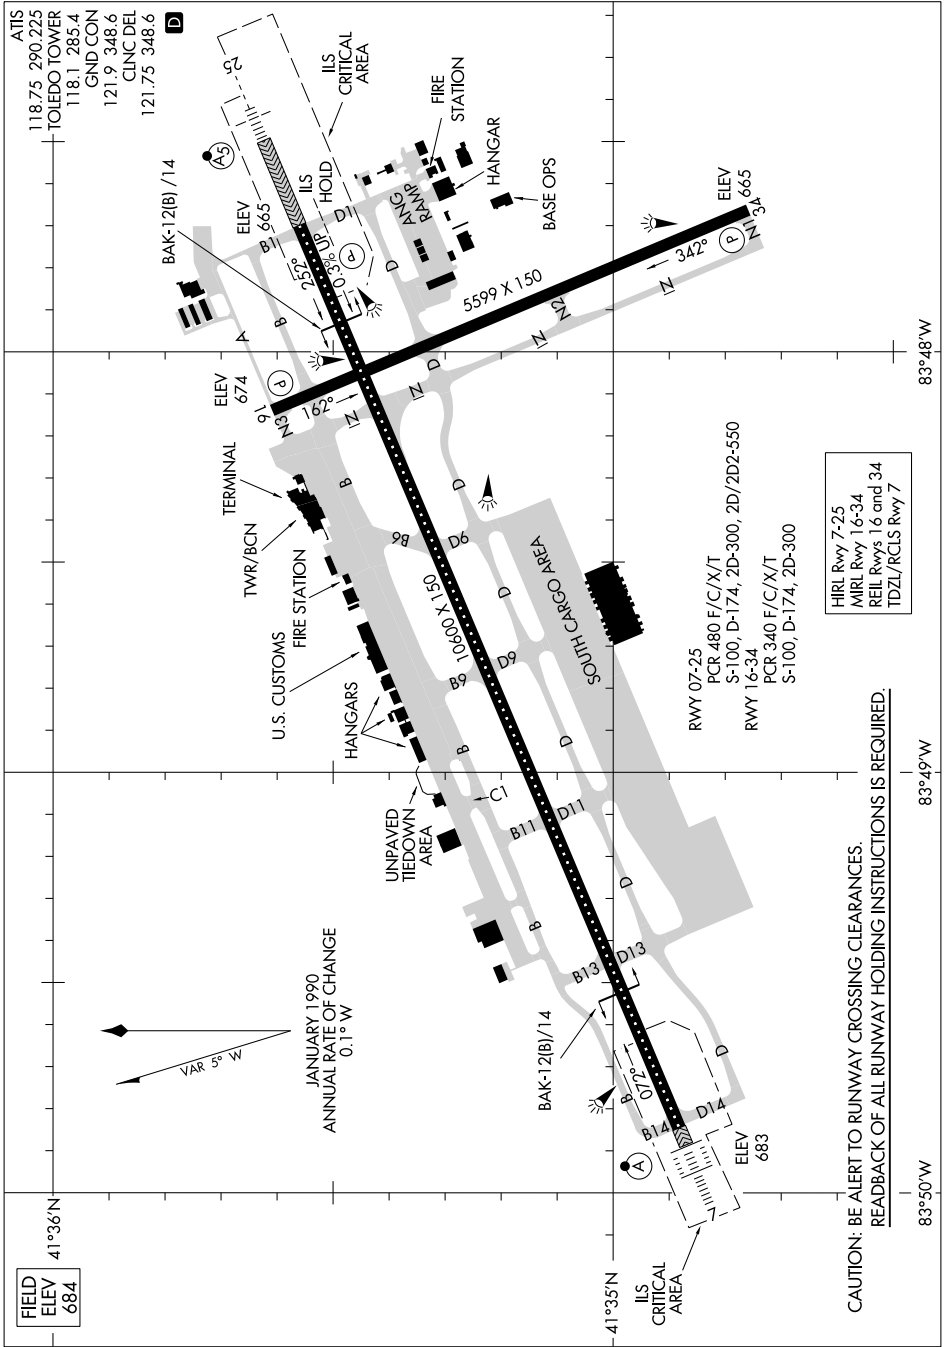 FIELD
ELEV
684
ATIS
118.75 290.225
TOLEDO TOWER
118.1 285.4
GND CON
121.9 348.6
CLNC DEL
121.75 348.6
D
41°36'N
41°35'N
83°50'W
83°49'W
83°48'W
VAR 5° W
JANUARY 1990
ANNUAL RATE OF CHANGE
0.1° W
25
ILS
CRITICAL
AREA
A5
ELEV
665
ILS
HOLD
BAK-12(B) /14
B1
D1
252°
0.3% UP
P
FIRE
STATION
ANG
RAMP
HANGAR
BASE OPS
D
A
B
ELEV
674
P
16
N3
162°
N
N
D
5599 X 150
N
N2
N
342°
ELEV
665
P
N1
34
TERMINAL
TWR/BCN
FIRE STATION
U.S. CUSTOMS
HANGARS
UNPAVED
TIEDOWN
AREA
B
B6
D6
D
D
10600 X 150
SOUTH CARGO AREA
B9
D9
B
D
C1
B11
D11
B
D
B13
D13
BAK-12(B)/14
072°
B
D
B14
D14
A
ELEV
683
7
ILS
CRITICAL
AREA
RWY 07-25
PCR 480 F/C/X/T
S-100, D-174, 2D-300, 2D/2D2-550
RWY 16-34
PCR 340 F/C/X/T
S-100, D-174, 2D-300
HIRL Rwy 7-25
MIRL Rwy 16-34
REIL Rwys 16 and 34
TDZL/RCLS Rwy 7
CAUTION: BE ALERT TO RUNWAY CROSSING CLEARANCES.
READBACK OF ALL RUNWAY HOLDING INSTRUCTIONS IS REQUIRED.